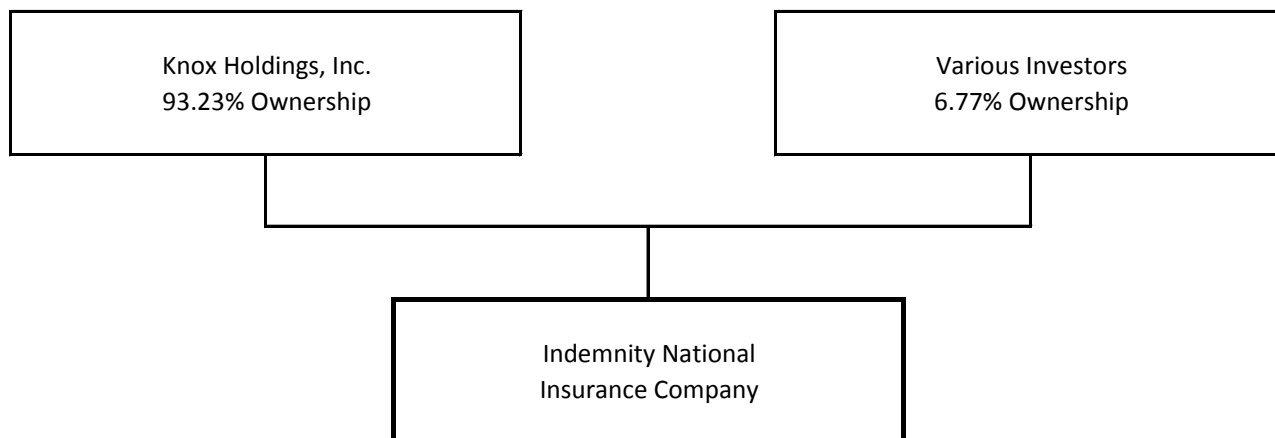 Knox Holdings, Inc.
93.23% Ownership
Various Investors
6.77% Ownership
Indemnity National
Insurance Company